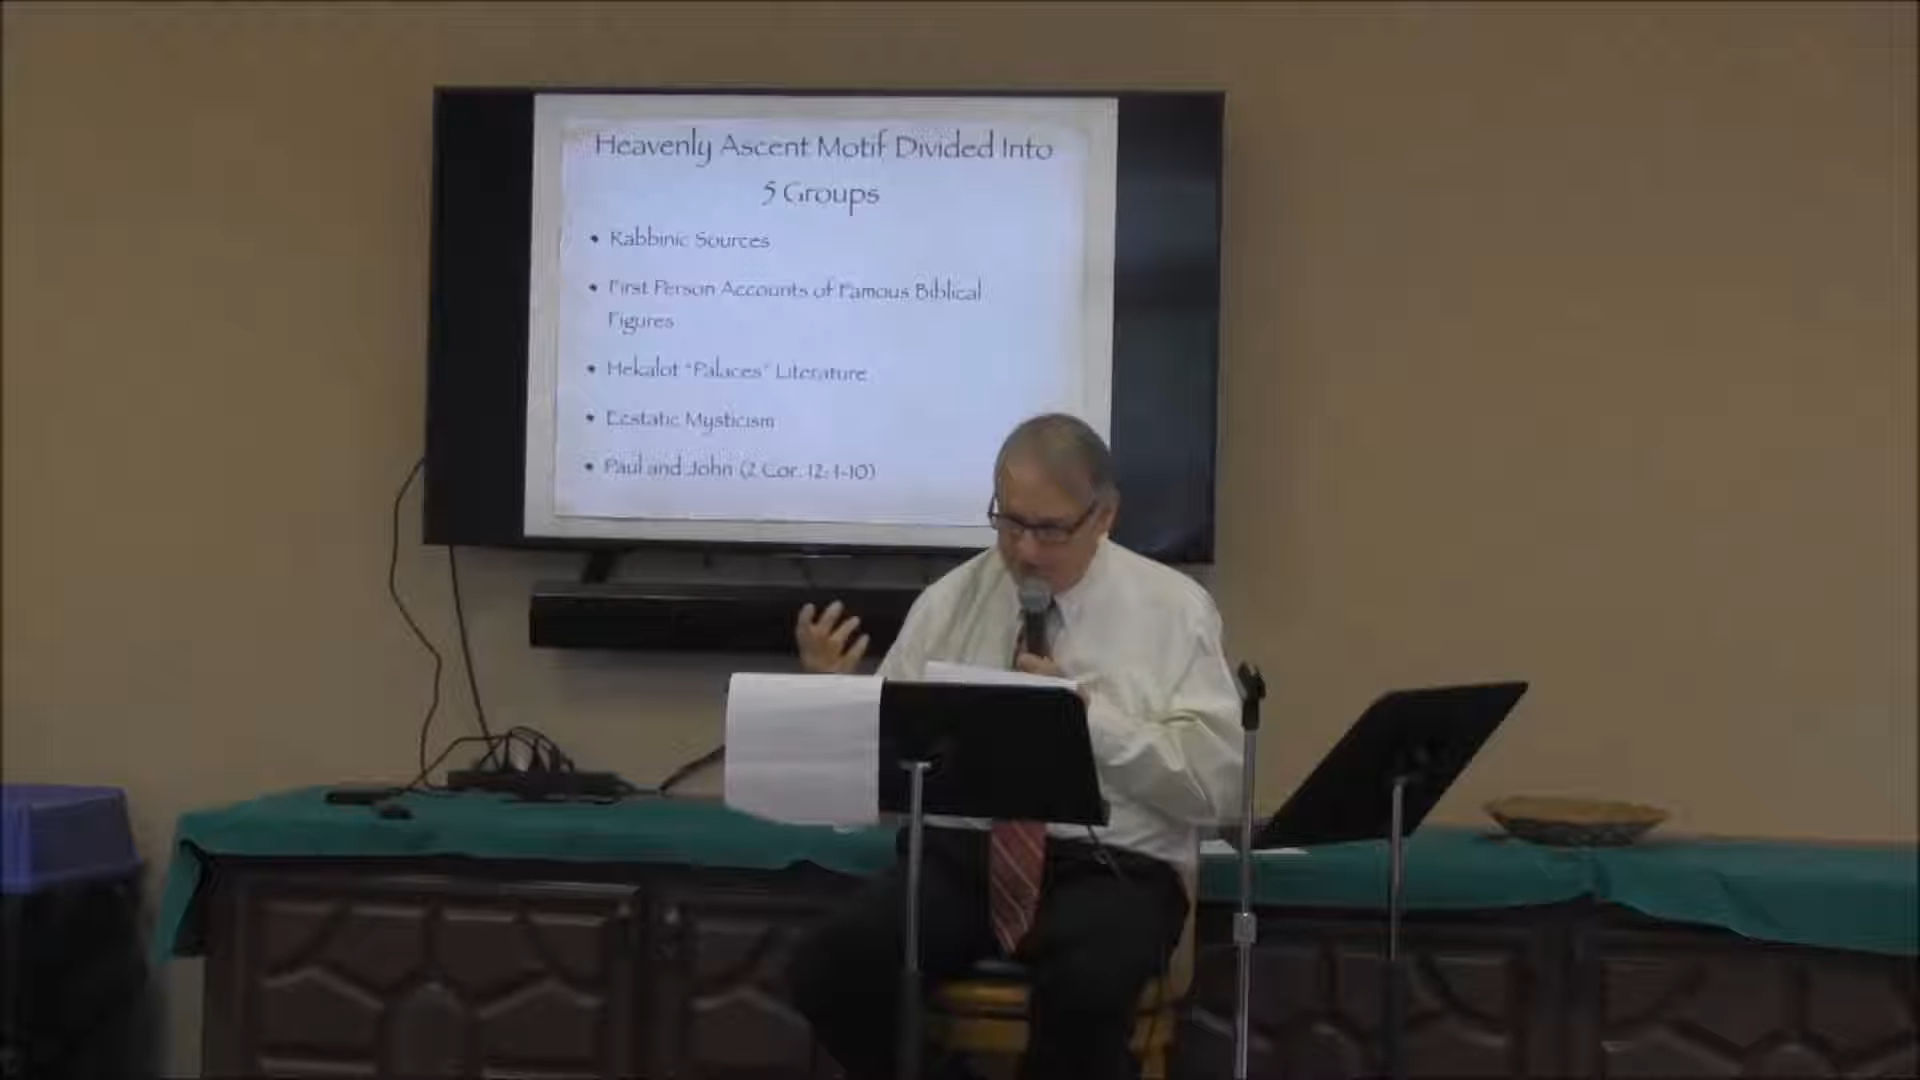 Heavenly Ascent Motif Divided Into
5 Groups
• Rabbinic Sources
• First Person Accounts of Famous Biblical
Figures
• Hekalot "Palaces" Literature
• Ecstatic Mysticism
• Paul and John (2 Cor. 12: 1-10)